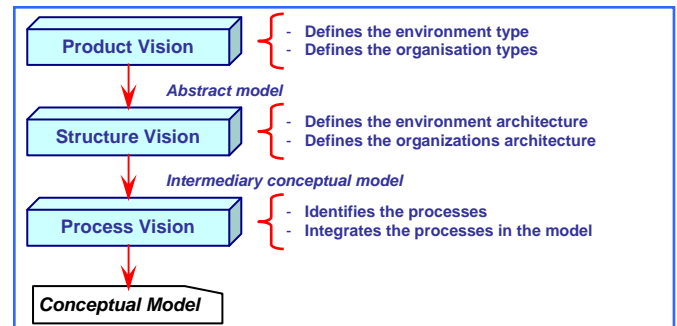 Product Vision
- Defines the environment type
- Defines the organisation types
Abstract model
Structure Vision
- Defines the environment architecture
- Defines the organizations architecture
Intermediary conceptual model
Process Vision
- Identifies the processes
- Integrates the processes in the model
Conceptual Model